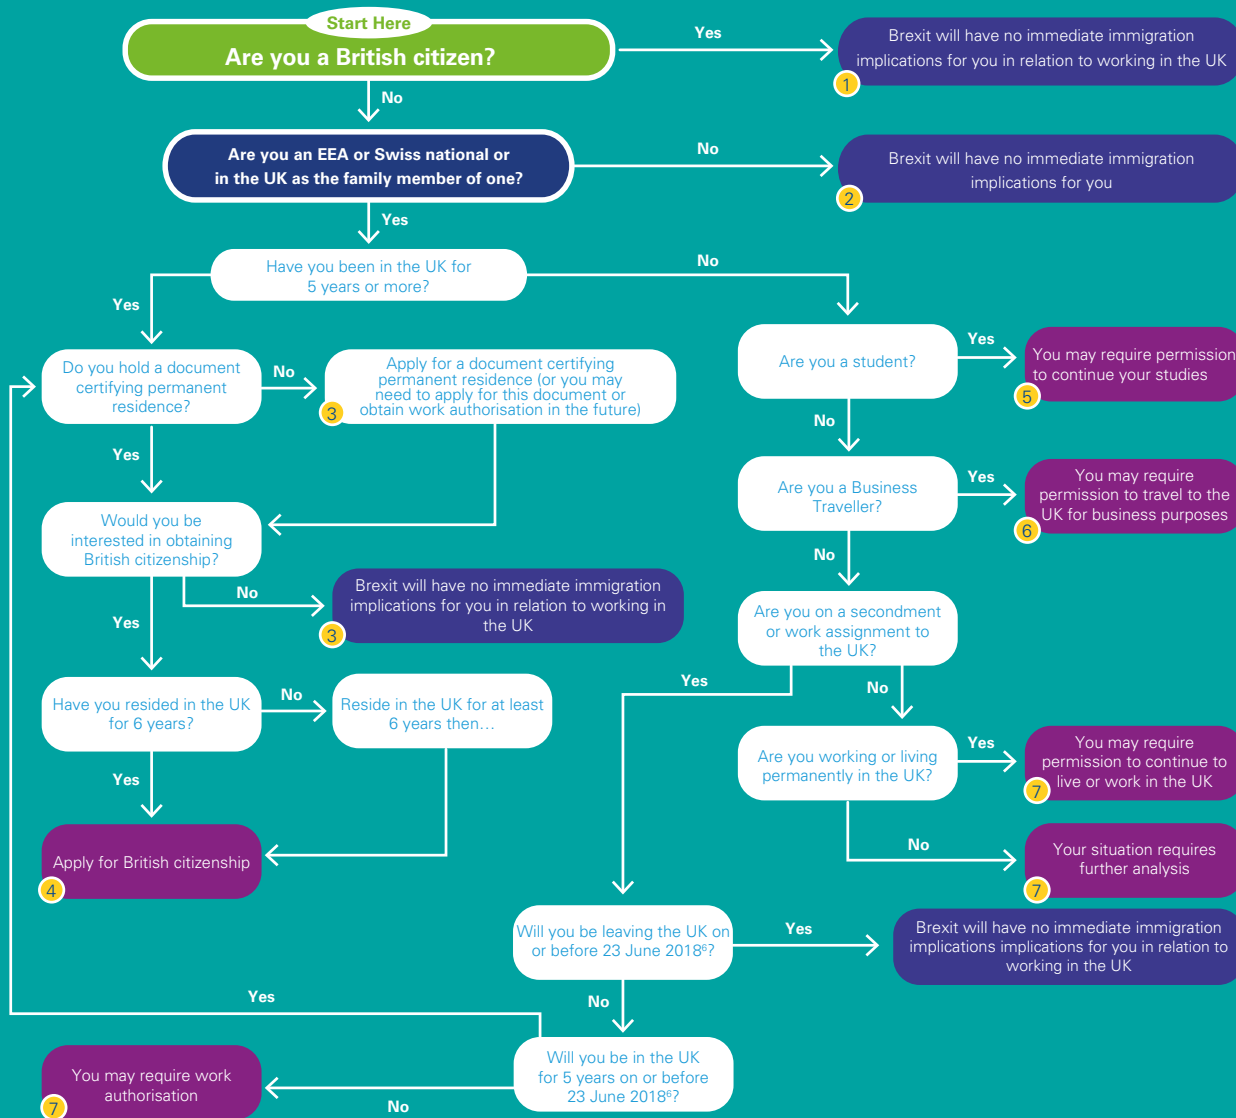 Start Here
Are you a British citizen?
Yes
Brexit will have no immediate immigration
implications for you in relation to working in the UK
1
No
Are you an EEA or Swiss national or
in the UK as the family member of one?
No
Brexit will have no immediate immigration
implications for you
2
Yes
Have you been in the UK for
5 years or more?
No
Yes
Do you hold a document
certifying permanent
residence?
No
Apply for a document certifying
permanent residence (or you may
need to apply for this document or
obtain work authorisation in the future)
3
Are you a student?
Yes
You may require permission
to continue your studies
5
No
Yes
Are you a Business
Traveller?
Yes
You may require
permission to travel to the
UK for business purposes
6
Would you be
interested in obtaining
British citizenship?
No
No
Brexit will have no immediate immigration
implications for you in relation to working in
the UK
3
Are you on a secondment
or work assignment to
the UK?
Yes
Yes
No
Have you resided in the UK
for 6 years?
No
Reside in the UK for at least
6 years then…
Are you working or living
permanently in the UK?
Yes
You may require
permission to continue to
live or work in the UK
7
Yes
No
Your situation requires
further analysis
7
Apply for British citizenship
4
Will you be leaving the UK on
or before 23 June 2018⁶?
Yes
Brexit will have no immediate immigration
implications implications for you in relation to
working in the UK
Yes
No
Will you be in the UK
for 5 years on or before
23 June 2018⁶?
No
You may require work
authorisation
7